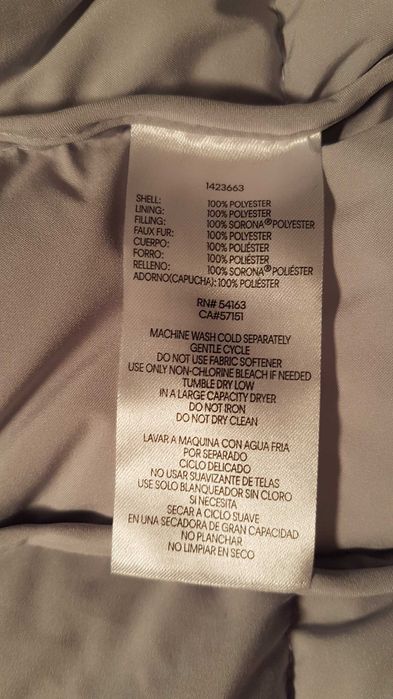 1423663
SHELL: 100% POLYESTER
LINING: 100% POLYESTER
FILLING: 100% SORONA®POLYESTER
FAUX FUR: 100% POLYESTER
CUERPO: 100% POLIÉSTER
FORRO: 100% POLIÉSTER
RELLENO: 100% SORONA®POLIÉSTER
ADORNO(CAPUCHA): 100% POLIÉSTER
RN# 54163
CA#57151
MACHINE WASH COLD SEPARATELY
GENTLE CYCLE
DO NOT USE FABRIC SOFTENER
USE ONLY NON-CHLORINE BLEACH IF NEEDED
TUMBLE DRY LOW
IN A LARGE CAPACITY DRYER
DO NOT IRON
DO NOT DRY CLEAN
LAVAR A MAQUINA CON AGUA FRIA
POR SEPARADO
CICLO DELICADO
NO USAR SUAVIZANTE DE TELAS
USE SOLO BLANQUEADOR SIN CLORO
SI NECESITA
SECAR A CICLO SUAVE
EN UNA SECADORA DE GRAN CAPACIDAD
NO PLANCHAR
NO LIMPIAR EN SECO